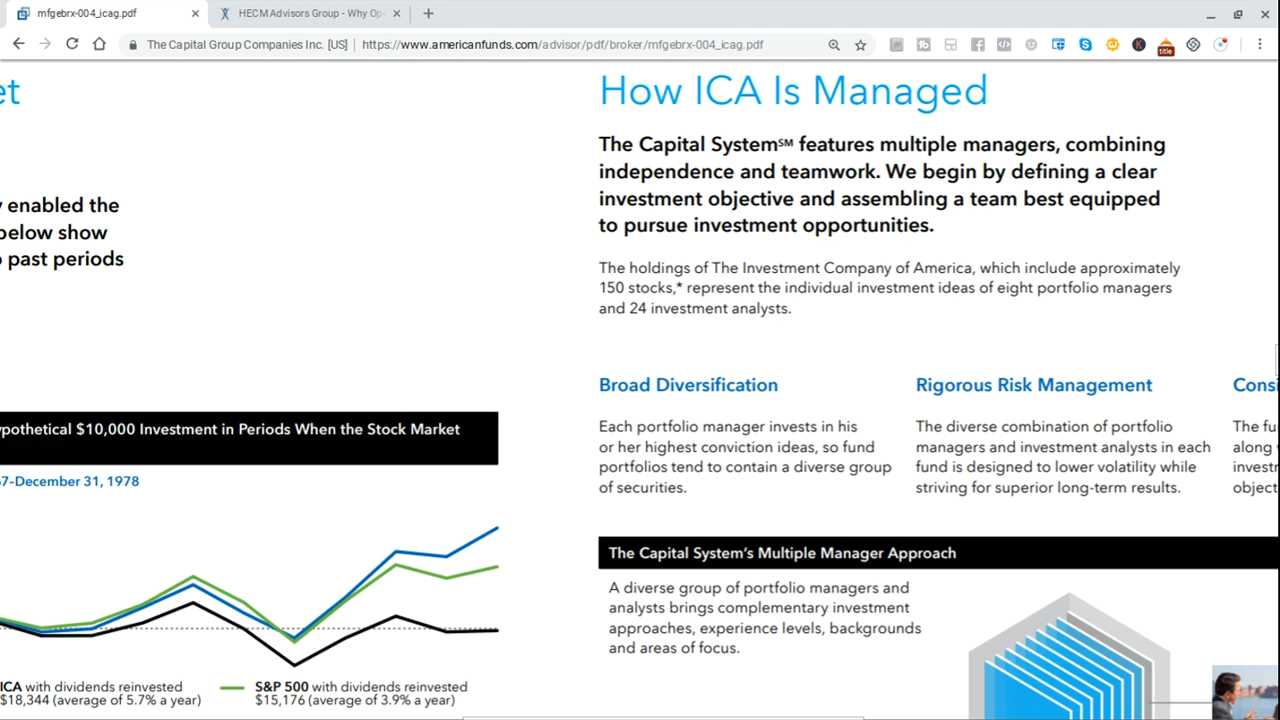 mfgebrx-004_icag.pdf
HECM Advisors Group - Why Op
The Capital Group Companies Inc. [US] | https://www.americanfunds.com/advisor/pdf/broker/mfgebrx-004_icag.pdf
title
et
enabled the
below show
past periods
pothetical $10,000 Investment in Periods When the Stock Market
7–December 31, 1978
ICA with dividends reinvested
$18,344 (average of 5.7% a year)
S&P 500 with dividends reinvested
$15,176 (average of 3.9% a year)
How ICA Is Managed
The Capital System℠ features multiple managers, combining
independence and teamwork. We begin by defining a clear
investment objective and assembling a team best equipped
to pursue investment opportunities.
The holdings of The Investment Company of America, which include approximately
150 stocks,* represent the individual investment ideas of eight portfolio managers
and 24 investment analysts.
Broad Diversification
Each portfolio manager invests in his
or her highest conviction ideas, so fund
portfolios tend to contain a diverse group
of securities.
Rigorous Risk Management
The diverse combination of portfolio
managers and investment analysts in each
fund is designed to lower volatility while
striving for superior long-term results.
Consi
The fu
along
invest
object
The Capital System's Multiple Manager Approach
A diverse group of portfolio managers and
analysts brings complementary investment
approaches, experience levels, backgrounds
and areas of focus.